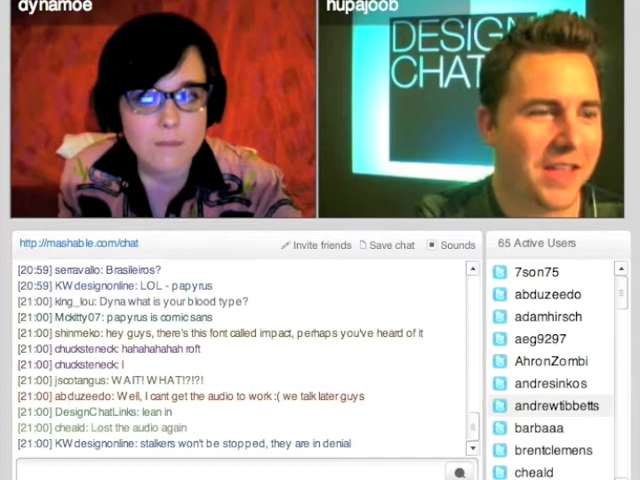 dynamoe
hupajoob
DESIGN
CHAT
http://mashable.com/chat
Invite friends
Save chat
Sounds
65 Active Users
[20:59] serravallo: Brasileiros?
[20:59] KWdesignonline: LOL - papyrus
[21:00] king_lou: Dyna what is your blood type?
[21:00] Mckitty07: papyrus is comic sans
[21:00] shinmeko: hey guys, there's this font called impact, perhaps you've heard of it
[21:00] chucksteneck: hahahahahah roft
[21:00] chucksteneck: l
[21:00] jscotangus: WAIT! WHAT!?!?!
[21:00] abduzeedo: Well, I cant get the audio to work :( we talk later guys
[21:00] DesignChatLinks: lean in
[21:00] cheald: Lost the audio again
[21:00] KWdesignonline: stalkers won't be stopped, they are in denial
7son75
abduzeedo
adamhirsch
aeg9297
AhronZombi
andresinkos
andrewtibbetts
barbaaa
brentclemens
cheald